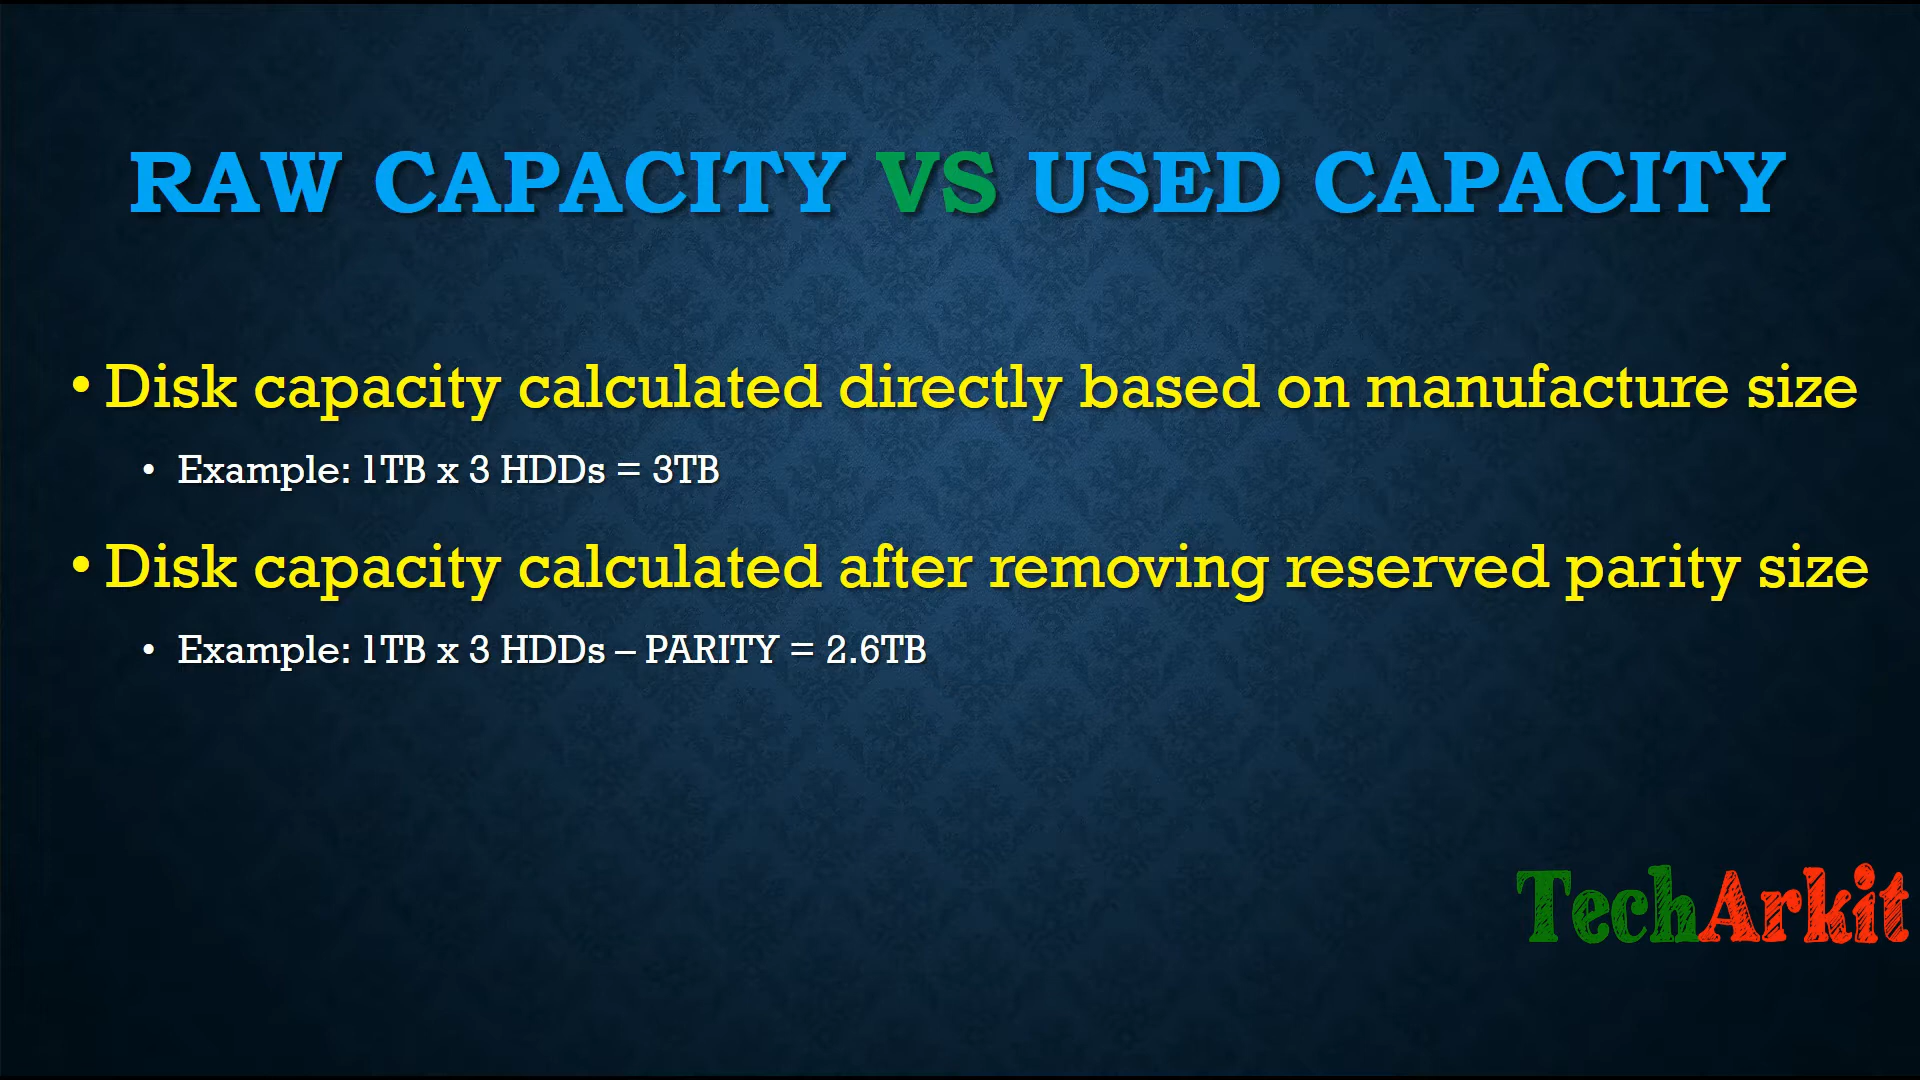 RAW CAPACITY VS USED CAPACITY
• Disk capacity calculated directly based on manufacture size
• Example: 1TB x 3 HDDs = 3TB
• Disk capacity calculated after removing reserved parity size
• Example: 1TB x 3 HDDs – PARITY = 2.6TB
TechArkit